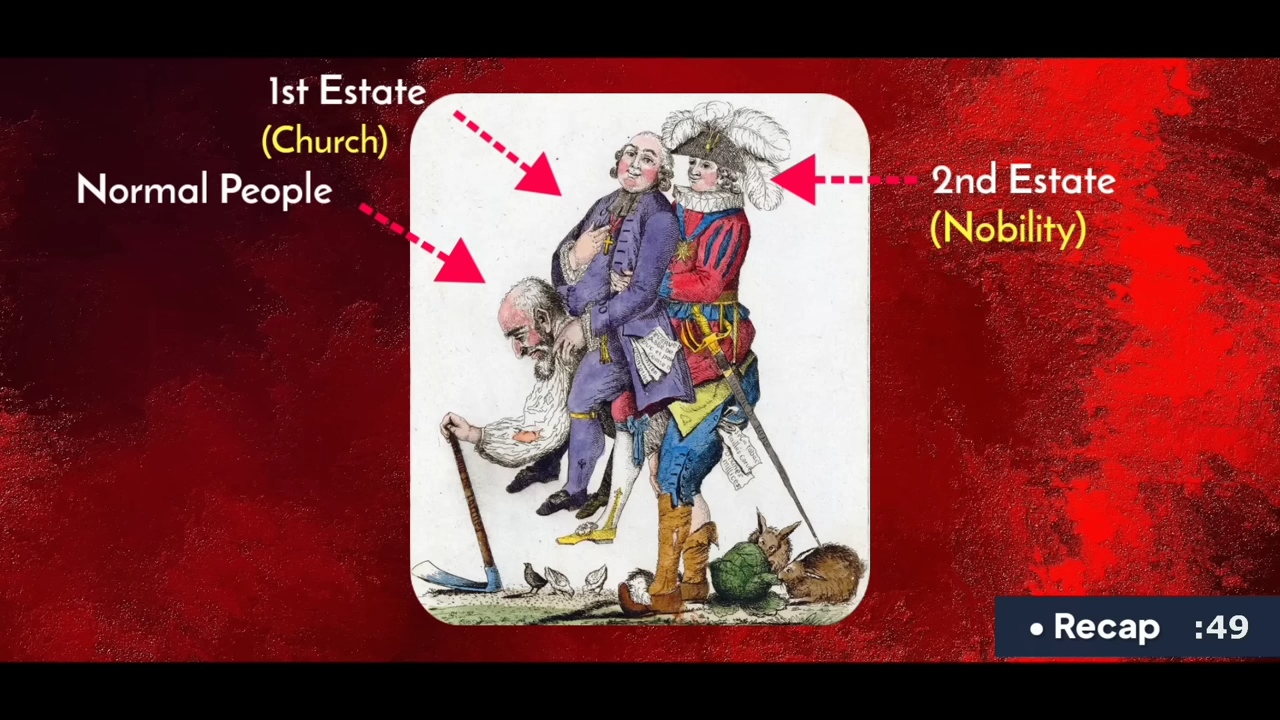 1st Estate
(Church)
Normal People
2nd Estate
(Nobility)
• Recap :49